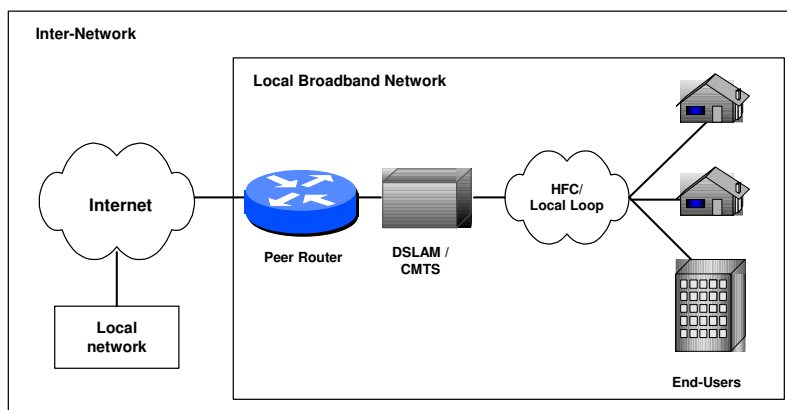 Inter-Network
Local Broadband Network
Internet
Peer Router
DSLAM /
CMTS
HFC/
Local Loop
Local
network
End-Users